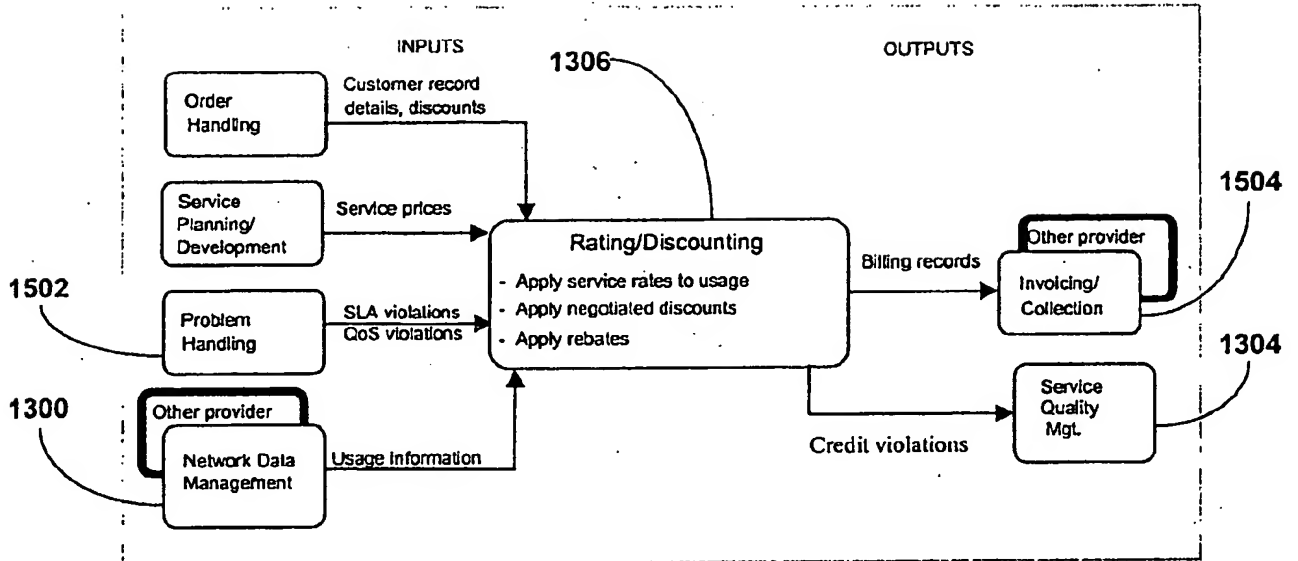 INPUTS
OUTPUTS
1306
Order
Handling
Customer record
details, discounts
Service
Planning/
Development
Service prices
1502
Problem
Handling
SLA violations
QoS violations
1300
Other provider
Network Data
Management
Usage Information
Rating/Discounting
- Apply service rates to usage
- Apply negotiated discounts
- Apply rebates
Billing records
1504
Other provider
Invoicing/
Collection
1304
Service
Quality
Mgt.
Credit violations